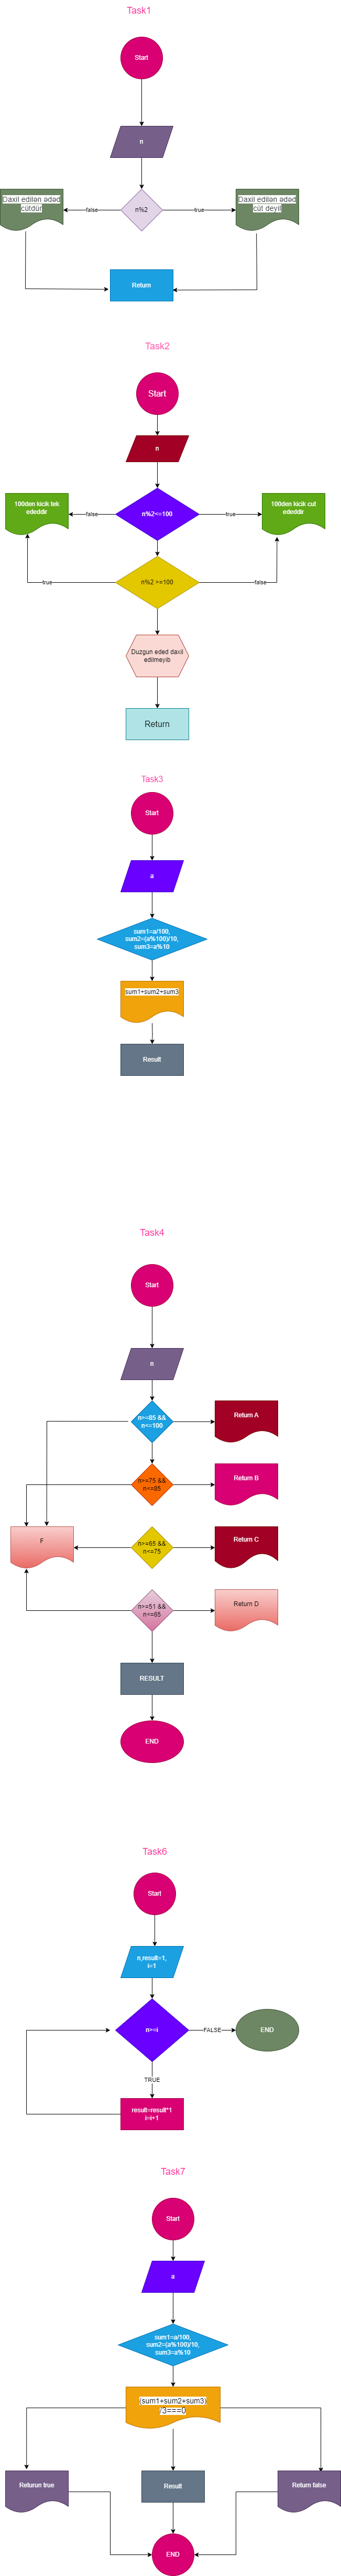 Task1
Start
n
Daxil edilən ədəd
cütdür
false
n%2
true
Daxil edilən ədəd
cüt deyil
Return
Task2
Start
n
100den kicik tek
ededdir
false
n%2<=100
true
100den kicik cut
ededdir
true
n%2 >=100
false
Duzgun eded daxil
edilmeyib
Return
Task3
Start
a
sum1=a/100,
sum2=(a%100)/10,
sum3=a%10
sum1+sum2+sum3
Result
Task4
Start
n
n>=85 &&
n<=100
Return A
n>=75 &&
n<=85
Return B
F
n>=65 &&
n<=75
Return C
n>=51 &&
n<=65
Return D
RESULT
END
Task6
Start
n,result=1,
i=1
n>=i
FALSE
END
TRUE
result=result*1
i=i+1
Task7
Start
a
sum1=a/100,
sum2=(a%100)/10,
sum3=a%10
(sum1+sum2+sum3)
/3===0
Returun true
Result
Return false
END